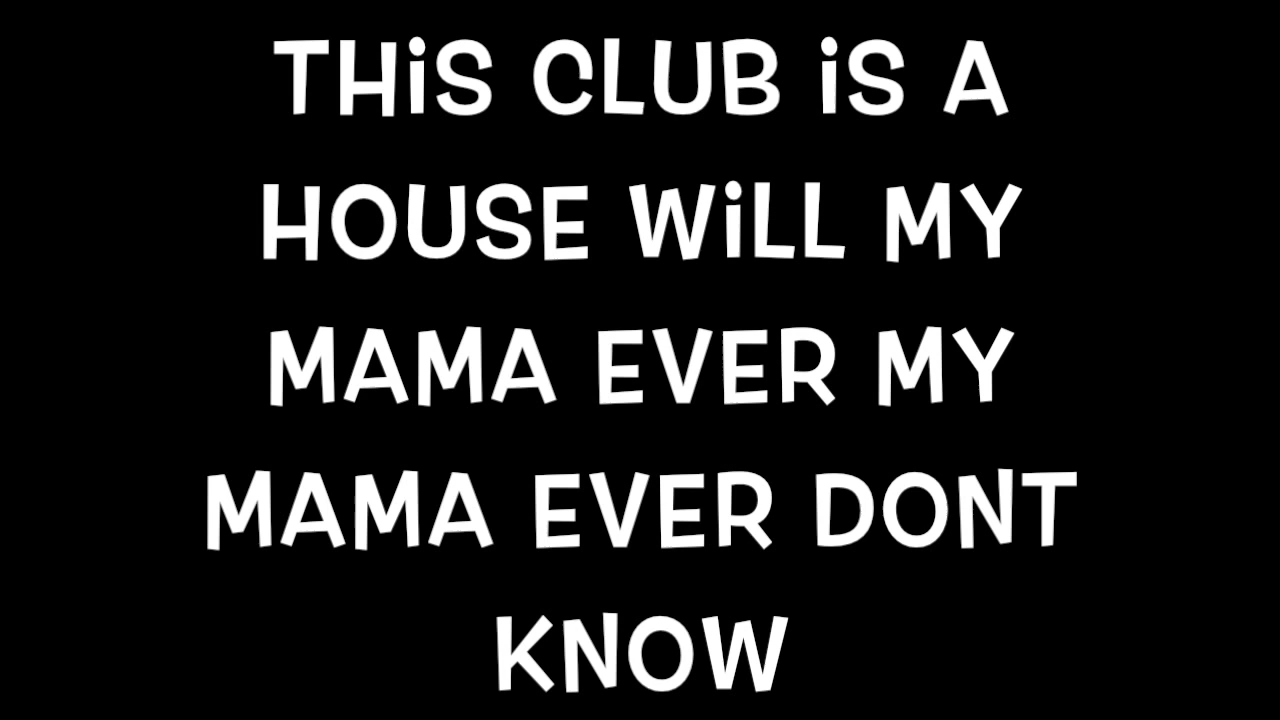 THiS CLUB iS A
HOUSE WiLL MY
MAMA EVER MY
MAMA EVER DONT
KNOW